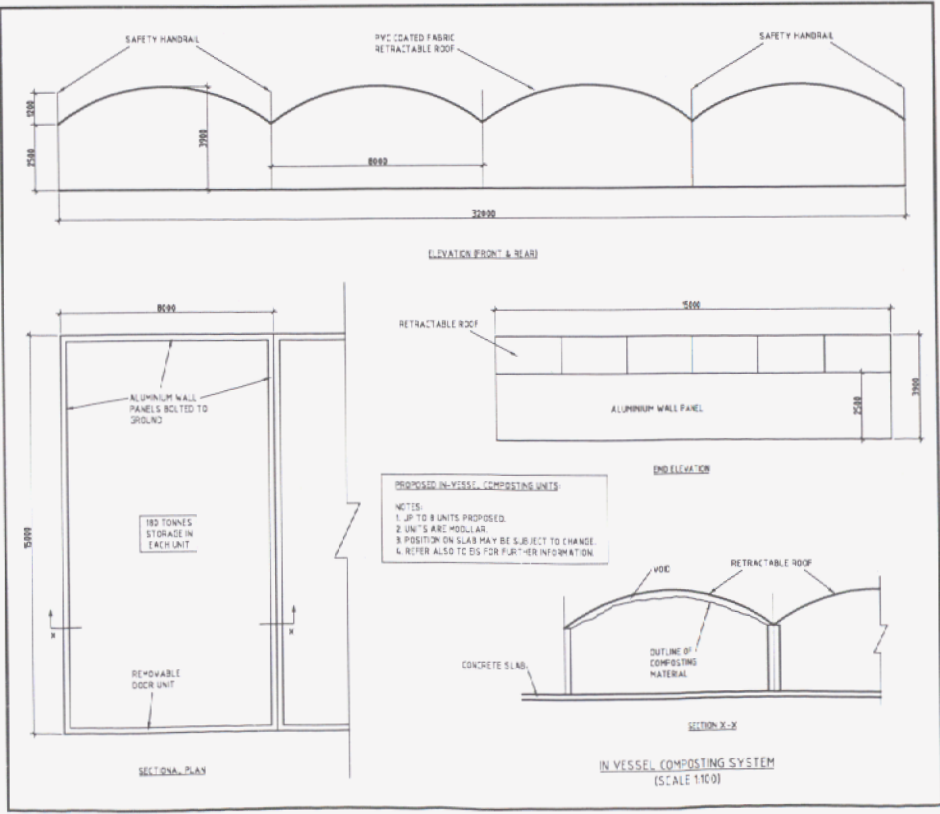 SAFETY HANDRAIL
PVC COATED FABRIC
RETRACTABLE ROOF
SAFETY HANDRAIL
1200
2500
3900
8000
32000
ELEVATION (FRONT & REAR)
8000
15000
ALUMINIUM WALL
PANELS BOLTED TO
GROUND
180 TONNES
STORAGE IN
EACH UNIT
X
X
REMOVABLE
DOOR UNIT
SECTIONAL PLAN
15000
RETRACTABLE ROOF
ALUMINIUM WALL PANEL
2500
3900
END ELEVATION
PROPOSED IN-VESSEL COMPOSTING UNITS:
NOTES:
1. UP TO 8 UNITS PROPOSED.
2. UNITS ARE MODULAR.
3. POSITION ON SLAB MAY BE SUBJECT TO CHANGE.
4. REFER ALSO TO EIS FOR FURTHER INFORMATION.
VOID
RETRACTABLE ROOF
OUTLINE OF
COMPOSTING
MATERIAL
CONCRETE SLAB
SECTION X-X
IN VESSEL COMPOSTING SYSTEM
(SCALE 1:100)